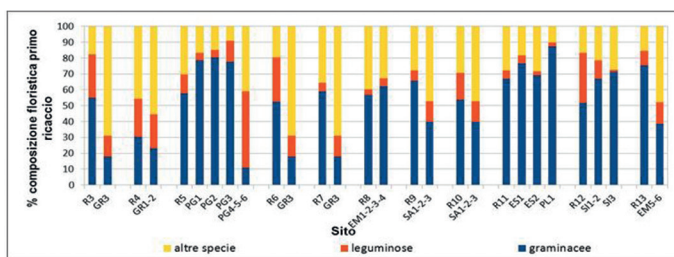 % composizione floristica primo
ricaccio
100
90
80
70
60
50
40
30
20
10
0
R3
GR3
R4
GR1-2
R5
PG1
PG2
PG3
PG4-5-6
R6
GR3
R7
GR3
R8
EM1-2-3-4
R9
SA1-2-3
R10
SA1-2-3
R11
ES1
ES2
PL1
R12
SI1-2
SI3
R13
EM5-6
Sito
altre specie
leguminose
graminacee